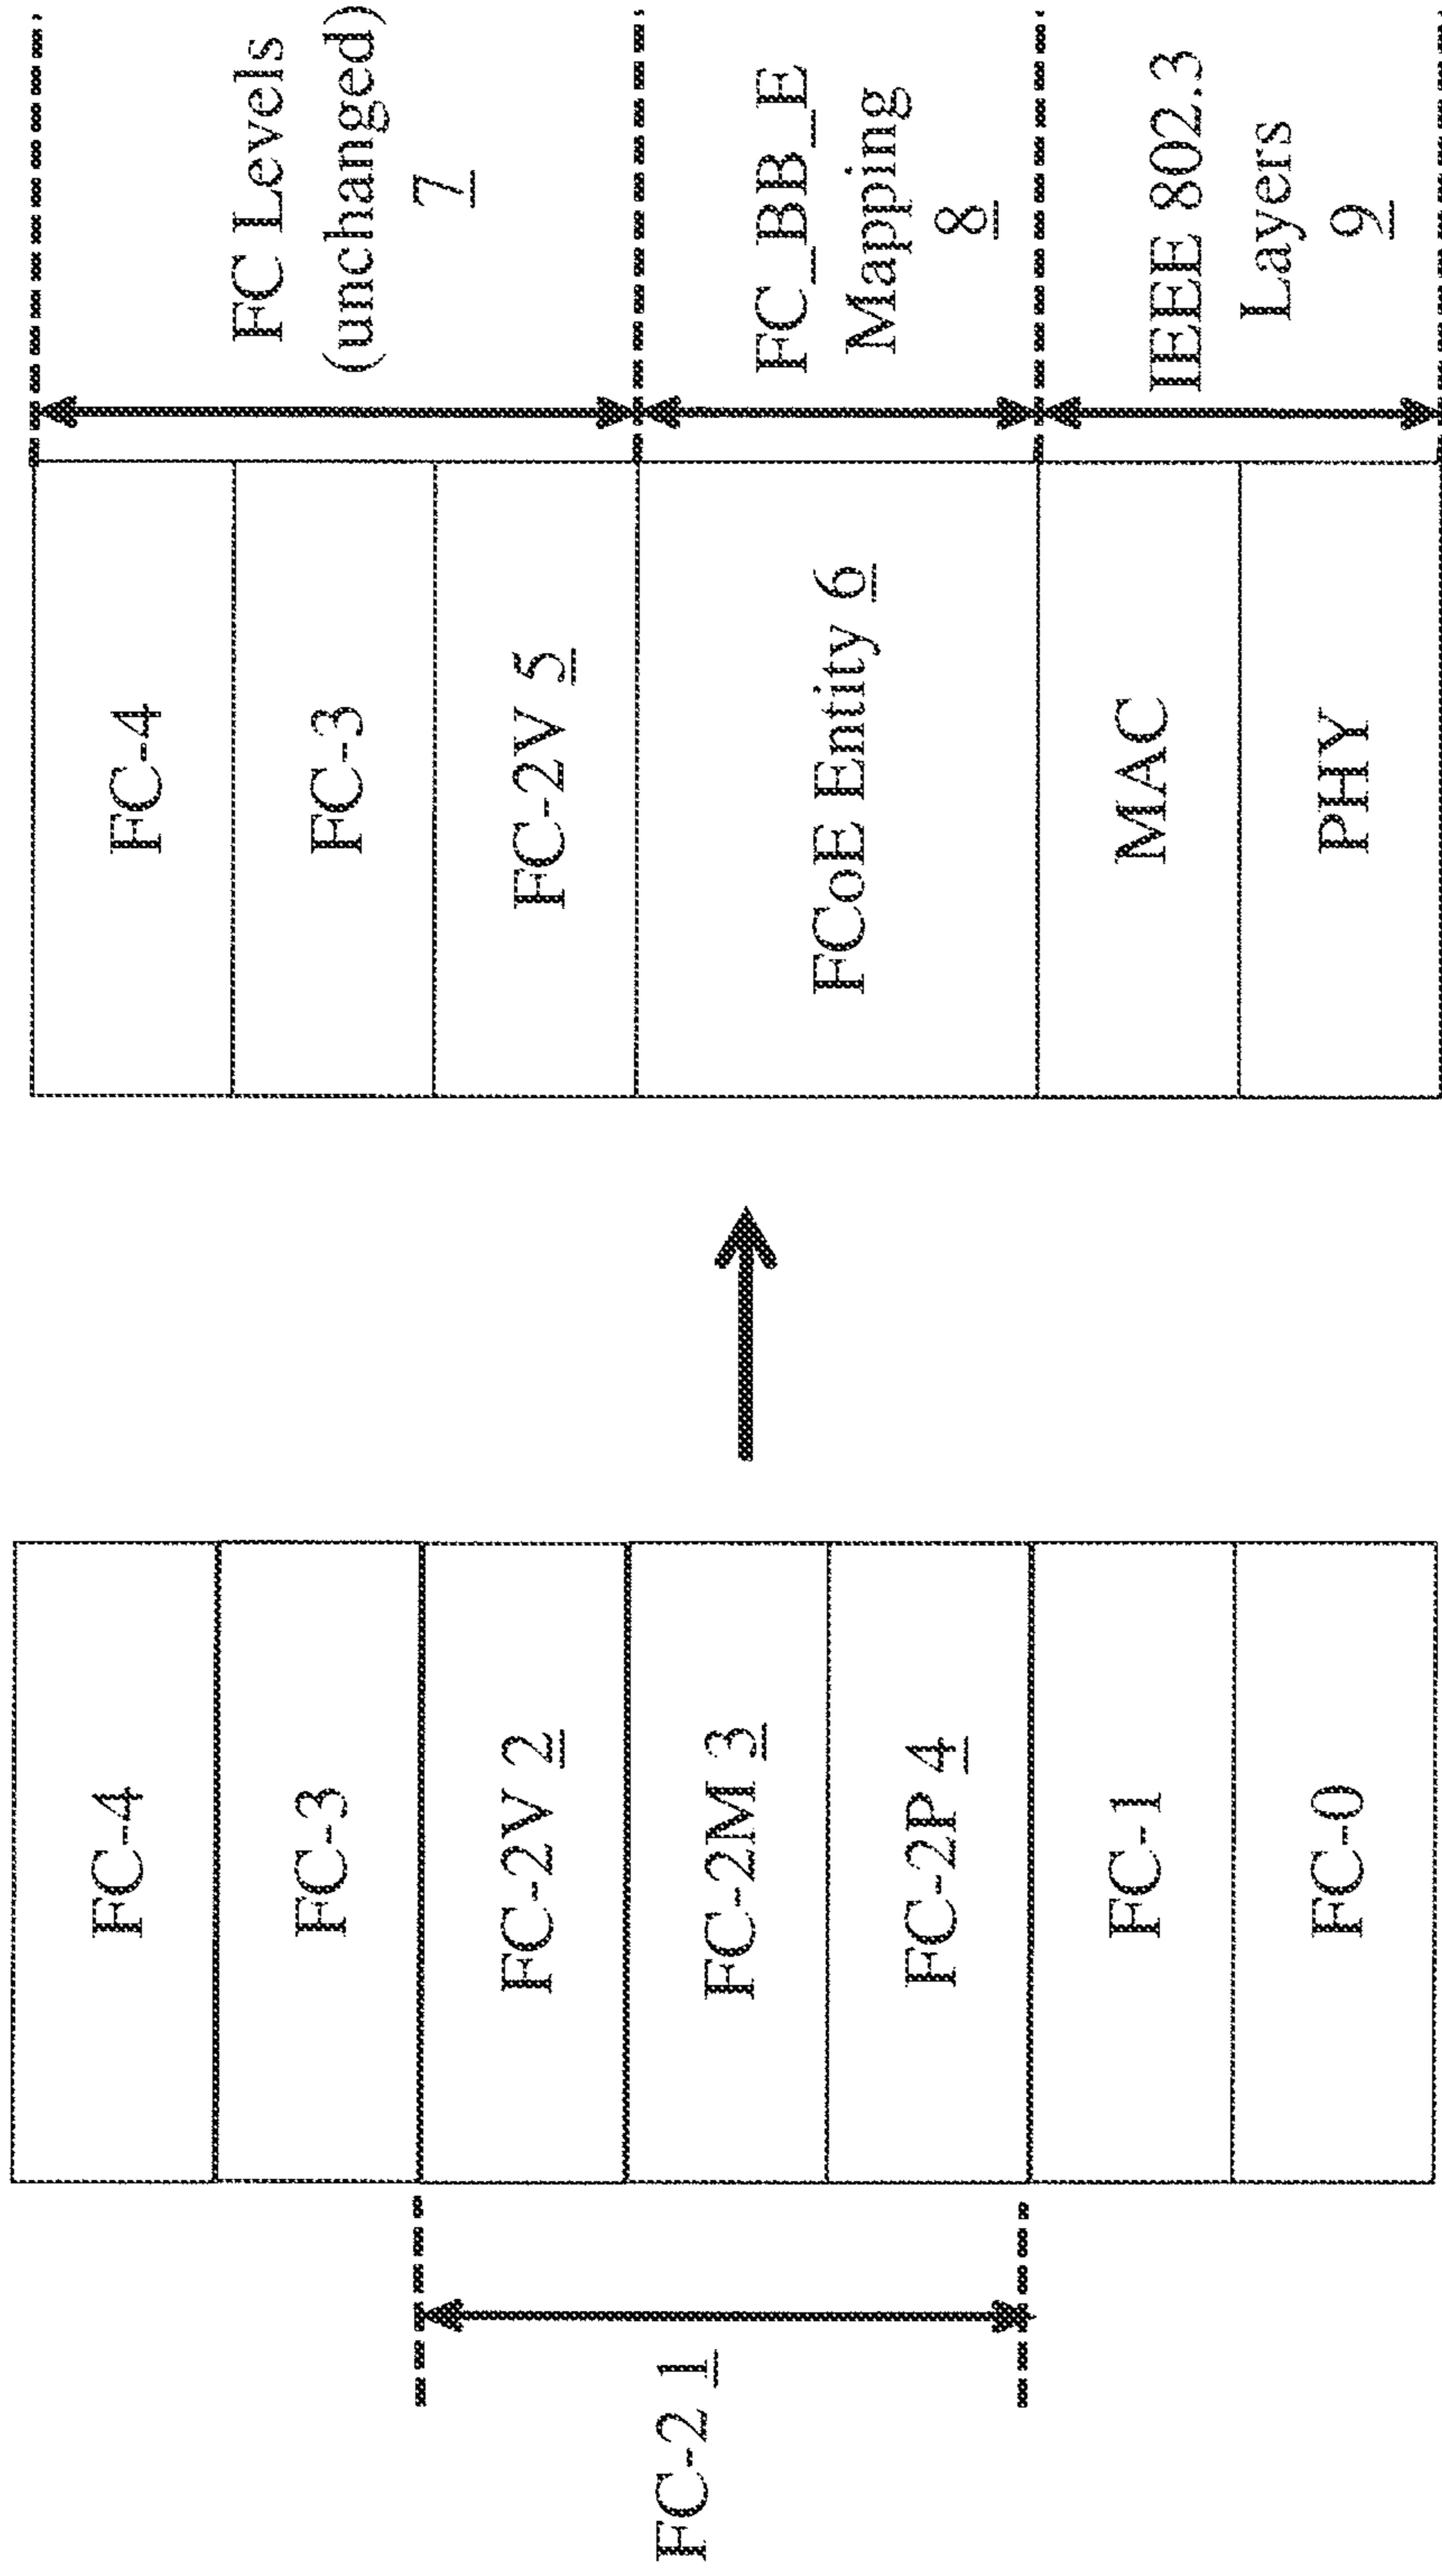 FC-2 1
FC-4
FC-3
FC-2V 2
FC-2M 3
FC-2P 4
FC-1
FC-0
FC-4
FC-3
FC-2V 5
FCoE Entity 6
MAC
PHY
FC Levels
(unchanged)
7
FC_BB_E
Mapping
8
IEEE 802.3
Layers
9